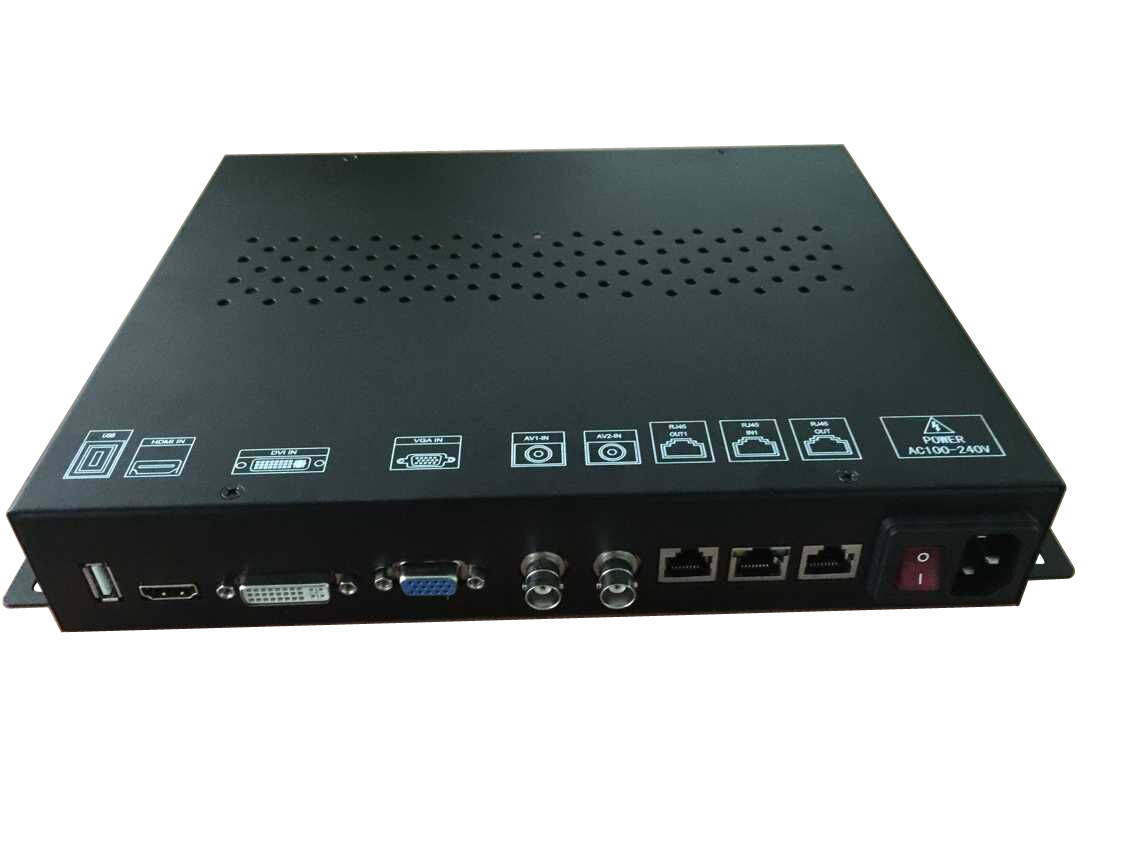 USB
HDMI IN
DVI IN
VGA IN
AV1-IN
AV2-IN
RJ45
OUT1
RJ45
IN1
RJ45
OUT
POWER
AC100-240V
O
I